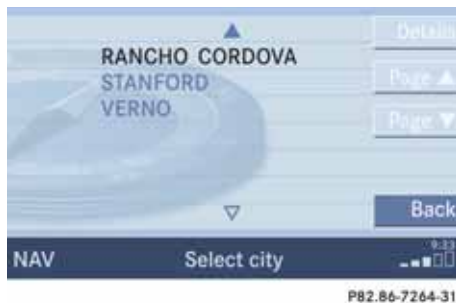 Details
RANCHO CORDOVA
STANFORD
Page ▲
VERNO
Page ▼
Back
NAV Select city 9:33
P82.86-7264-31